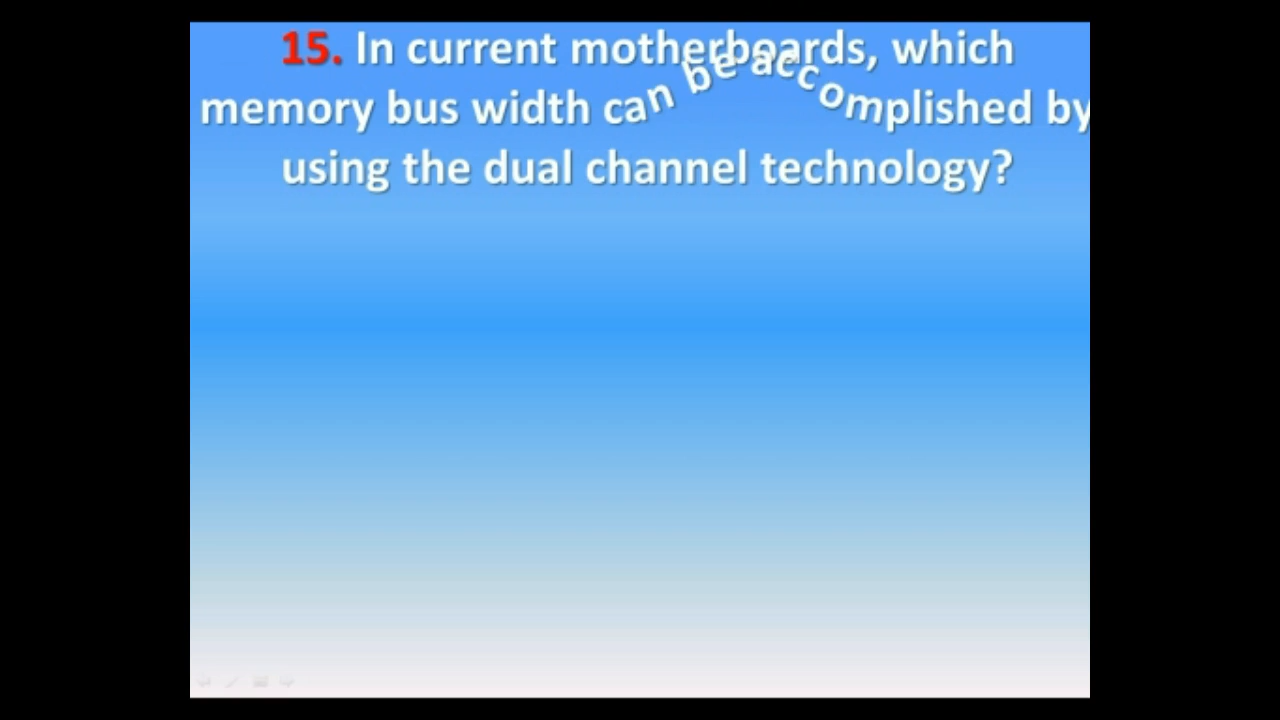 15. In current motherboards, which
memory bus width can be accomplished by
using the dual channel technology?